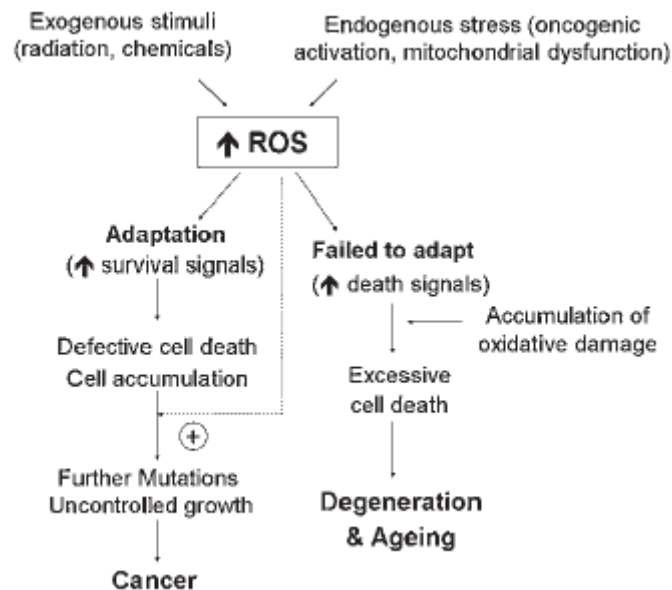 Exogenous stimuli
(radiation, chemicals)
Endogenous stress (oncogenic
activation, mitochondrial dysfunction)
↑ ROS
Adaptation
(↑ survival signals)
Failed to adapt
(↑ death signals)
Accumulation of
oxidative damage
Defective cell death
Cell accumulation
Excessive
cell death
+
Further Mutations
Uncontrolled growth
Degeneration
& Ageing
Cancer